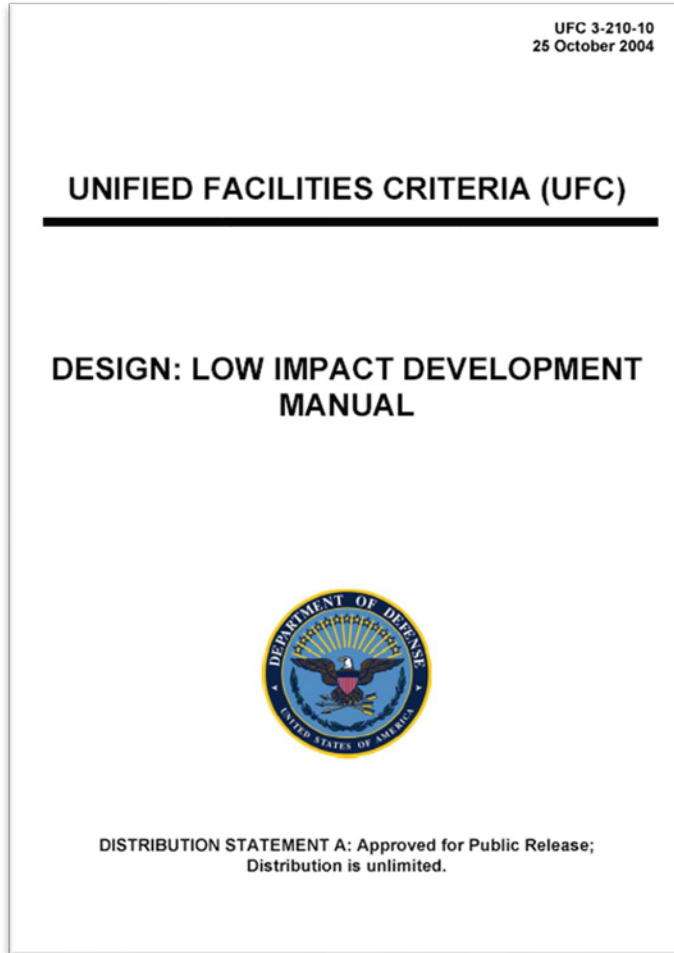 UFC 3-210-10
25 October 2004
UNIFIED FACILITIES CRITERIA (UFC)
DESIGN: LOW IMPACT DEVELOPMENT
MANUAL
DEPARTMENT OF DEFENSE
UNITED STATES OF AMERICA
DISTRIBUTION STATEMENT A: Approved for Public Release;
Distribution is unlimited.